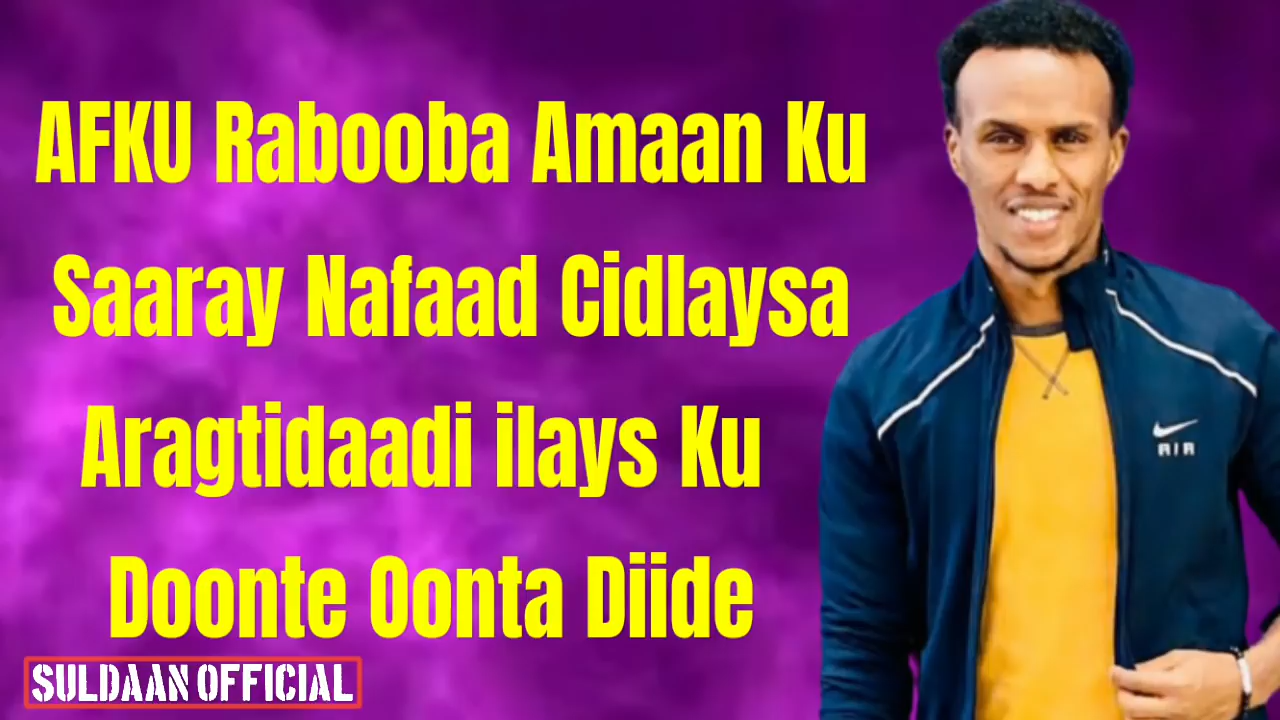 AFKU Rabooba Amaan Ku
Saaray Nafaad Cidlaysa
Aragtidaadi ilays Ku
Doonte Oonta Diide
SULDAAN OFFICIAL
AIR